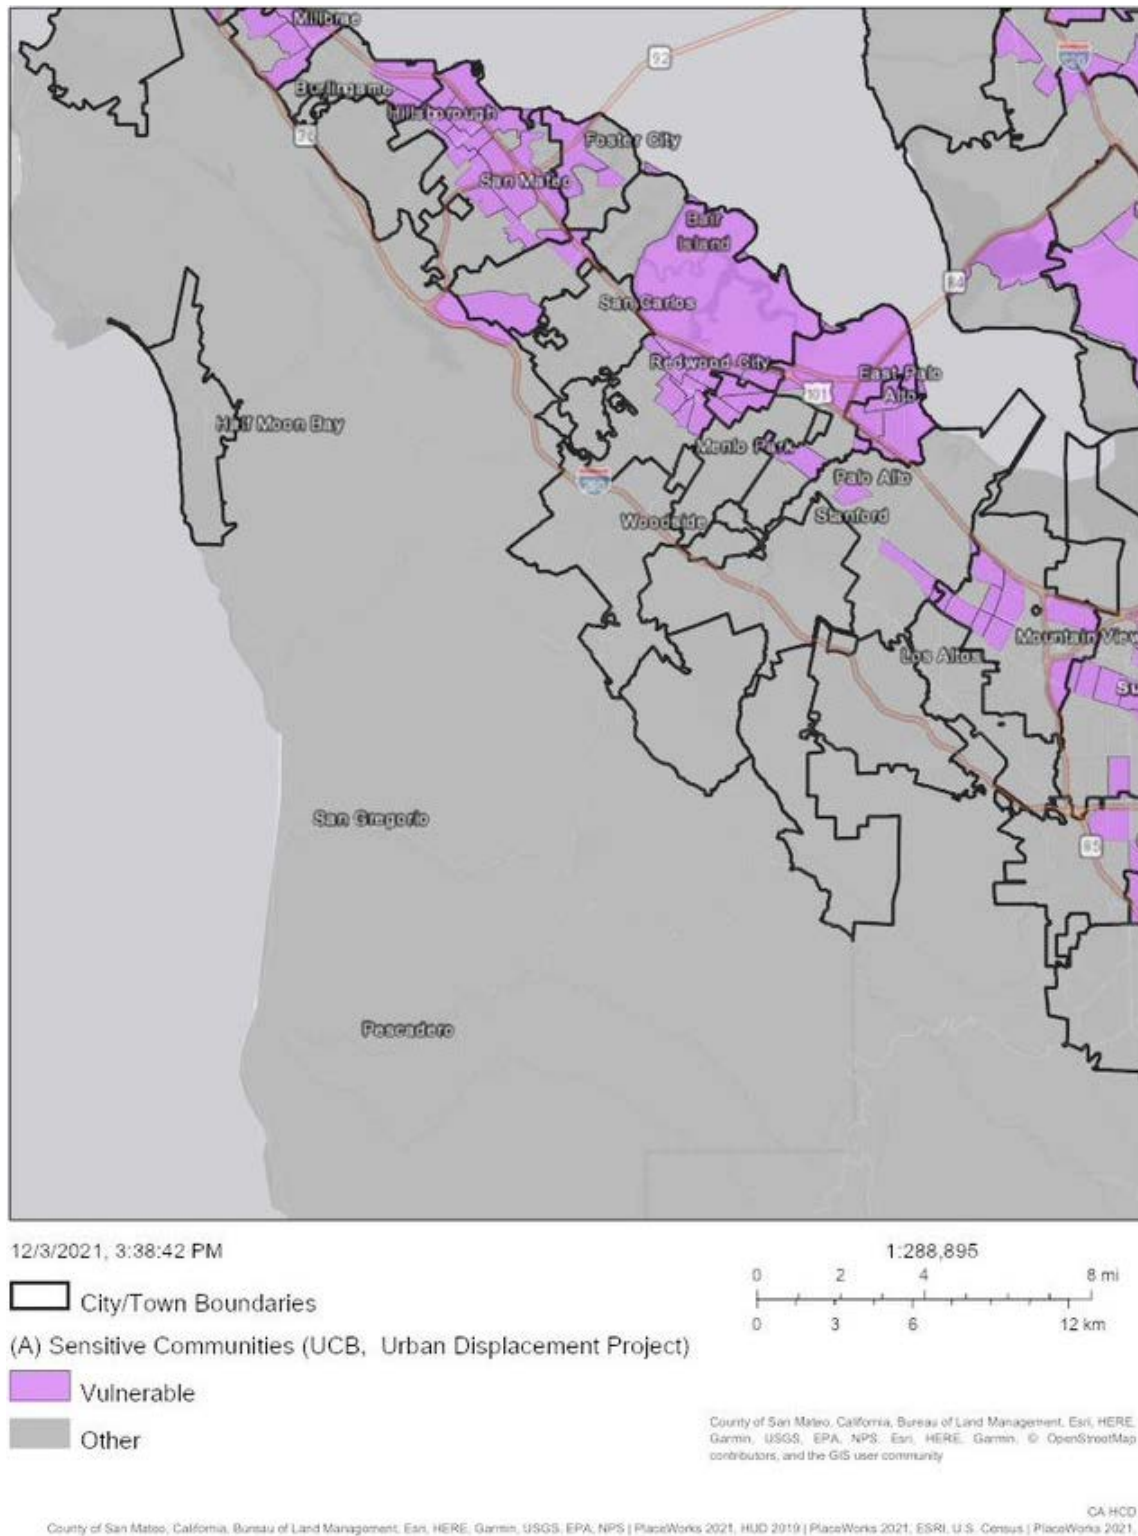 Millbrae
92
Burlingame
Hillsborough
Foster City
San Mateo
Bair
Island
84
San Carlos
Redwood City
East Palo
Alto
101
Half Moon Bay
Menlo Park
Palo Alto
280
Woodside
Stanford
Mountain View
Los Altos
Su
San Gregorio
85
Pescadero
12/3/2021, 3:38:42 PM
1:288,895
0 2 4 8 mi
0 3 6 12 km
City/Town Boundaries
(A) Sensitive Communities (UCB, Urban Displacement Project)
Vulnerable
Other
County of San Mateo, California, Bureau of Land Management, Esri, HERE,
Garmin, USGS, EPA, NPS, Esri, HERE, Garmin, © OpenStreetMap
contributors, and the GIS user community
CA HCD
County of San Mateo, California, Bureau of Land Management, Esri, HERE, Garmin, USGS, EPA, NPS | PlaceWorks 2021, HUD 2019 | PlaceWorks 2021, ESRI, U.S. Census | PlaceWorks 2021